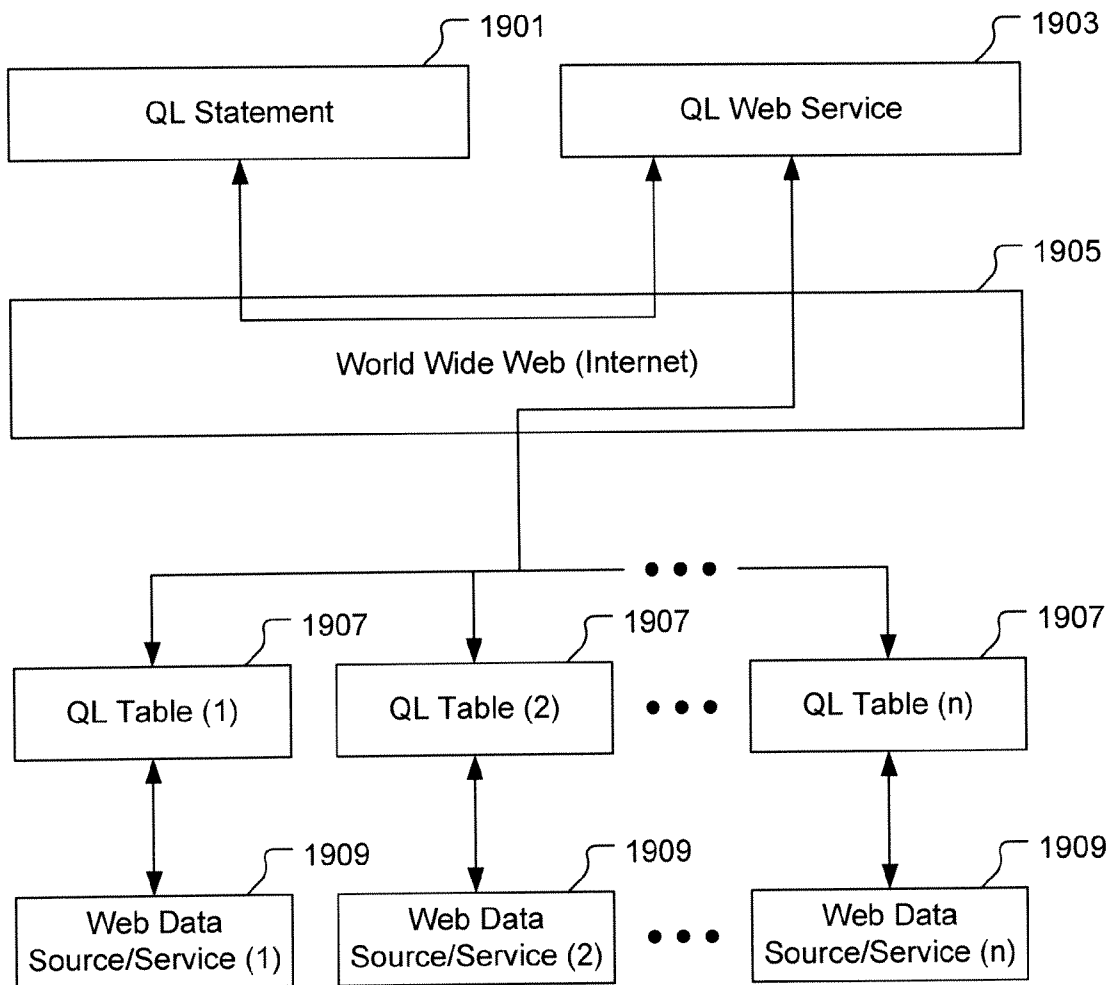 1901
1903
QL Statement
QL Web Service
1905
World Wide Web (Internet)
1907
1907
1907
QL Table (1)
QL Table (2)
QL Table (n)
1909
1909
1909
Web Data
Source/Service (1)
Web Data
Source/Service (2)
Web Data
Source/Service (n)